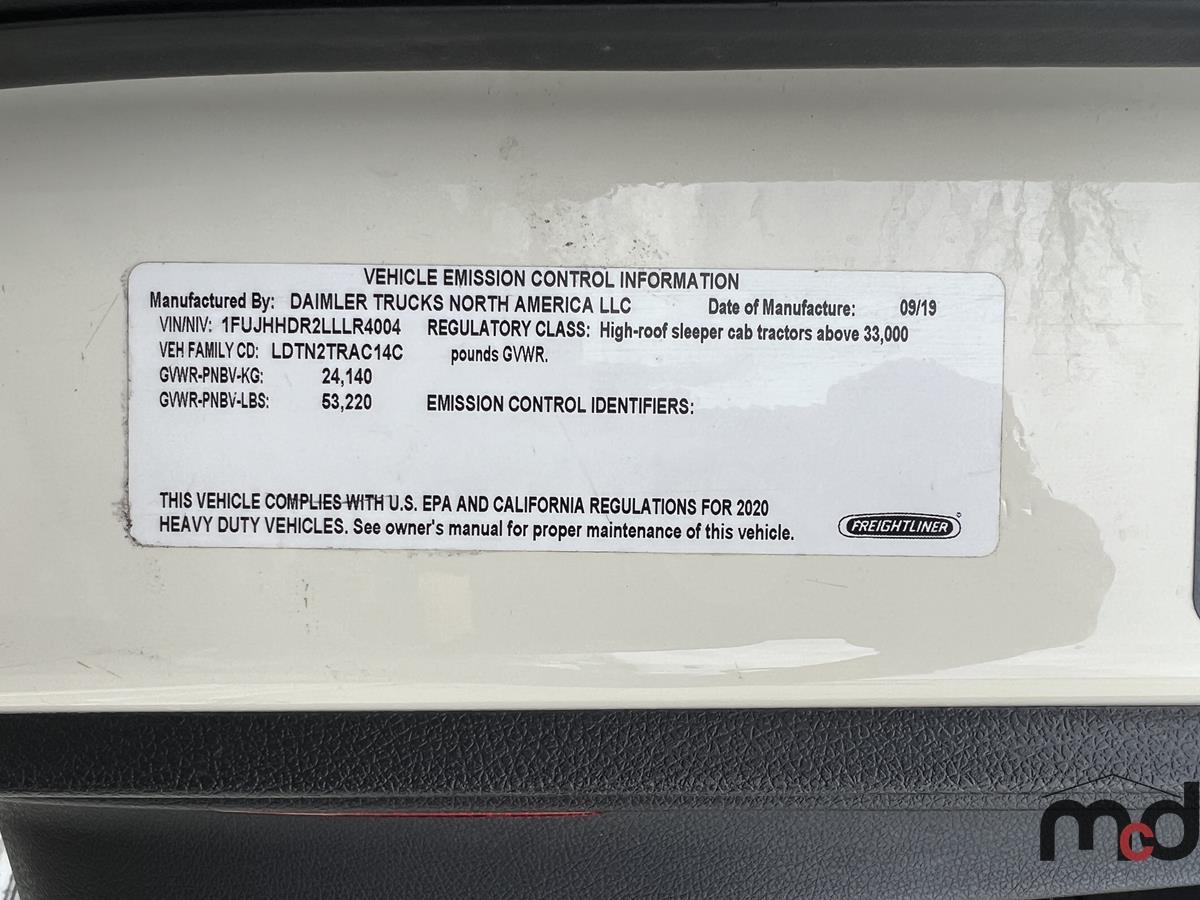 VEHICLE EMISSION CONTROL INFORMATION
Manufactured By: DAIMLER TRUCKS NORTH AMERICA LLC Date of Manufacture: 09/19
VIN/NIV: 1FUJHHDR2LLLR4004 REGULATORY CLASS: High-roof sleeper cab tractors above 33,000
VEH FAMILY CD: LDTN2TRAC14C pounds GVWR.
GVWR-PNBV-KG: 24,140
GVWR-PNBV-LBS: 53,220 EMISSION CONTROL IDENTIFIERS:
THIS VEHICLE COMPLIES WITH U.S. EPA AND CALIFORNIA REGULATIONS FOR 2020
HEAVY DUTY VEHICLES. See owner's manual for proper maintenance of this vehicle.
FREIGHTLINER
mcd